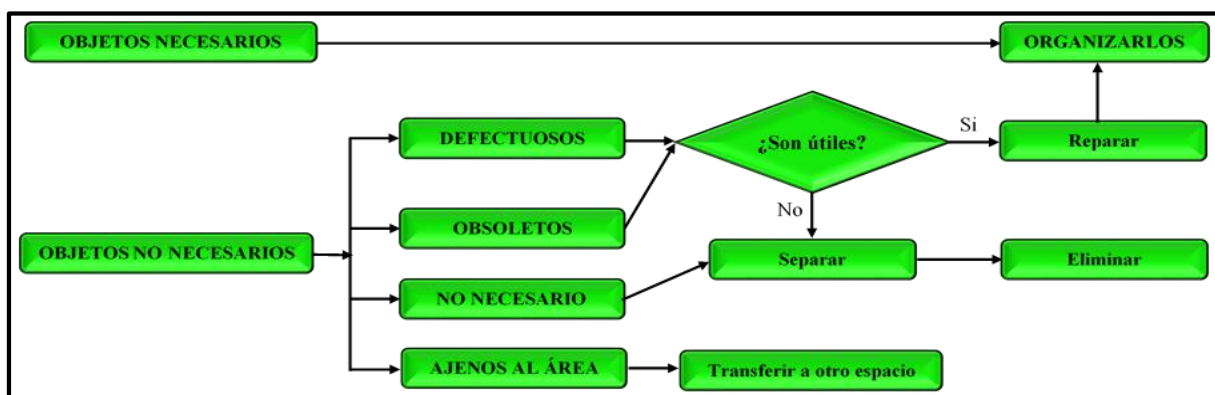 OBJETOS NECESARIOS
ORGANIZARLOS
DEFECTUOSOS
¿Son útiles?
Si
Reparar
No
OBSOLETOS
OBJETOS NO NECESARIOS
Separar
Eliminar
NO NECESARIO
AJENOS AL ÁREA
Transferir a otro espacio